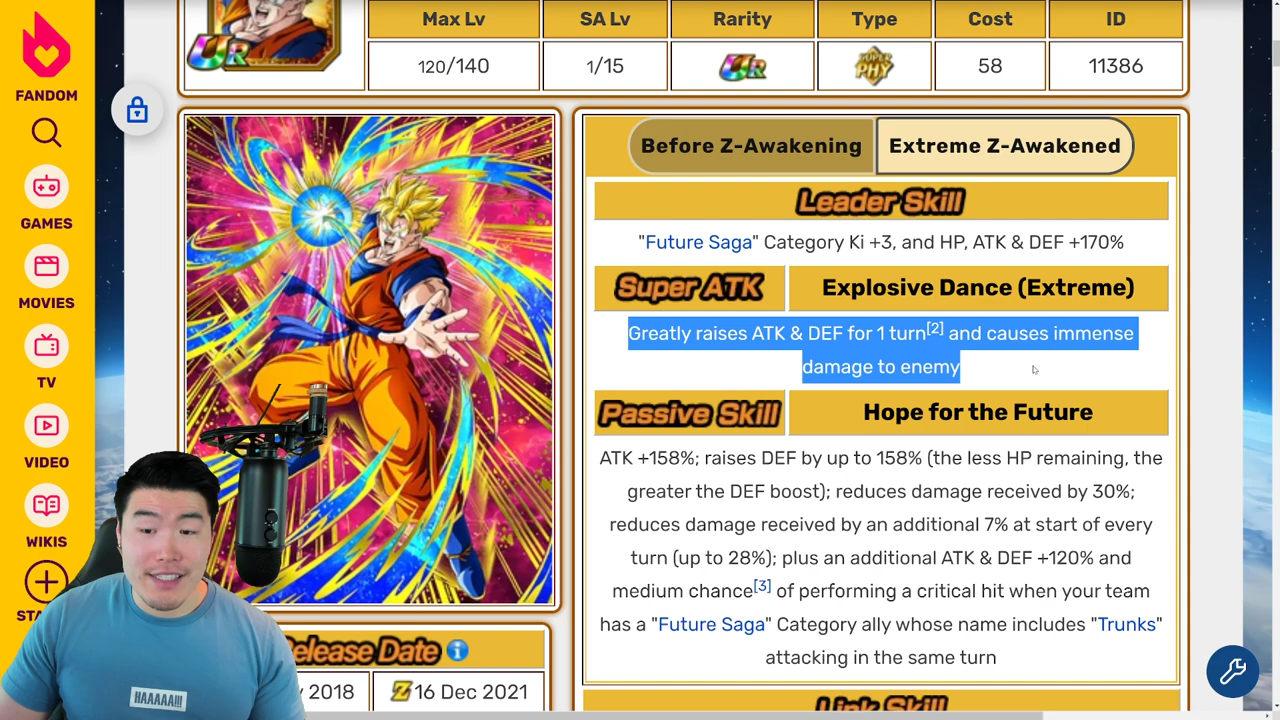 Max Lv
SA Lv
Rarity
Type
Cost
ID
UR
120/140
1/15
UR
SUPER PHY
58
11386
FANDOM
GAMES
MOVIES
TV
VIDEO
WIKIS
Before Z-Awakening
Extreme Z-Awakened
Leader Skill
"Future Saga" Category Ki +3, and HP, ATK & DEF +170%
Super ATK
Explosive Dance (Extreme)
Greatly raises ATK & DEF for 1 turn[2] and causes immense
damage to enemy
Passive Skill
Hope for the Future
ATK +158%; raises DEF by up to 158% (the less HP remaining, the
greater the DEF boost); reduces damage received by 30%;
reduces damage received by an additional 7% at start of every
turn (up to 28%); plus an additional ATK & DEF +120% and
medium chance[3] of performing a critical hit when your team
has a "Future Saga" Category ally whose name includes "Trunks"
attacking in the same turn
Link Skill
Release Date
2018
Z 16 Dec 2021
HAAAAA!!!